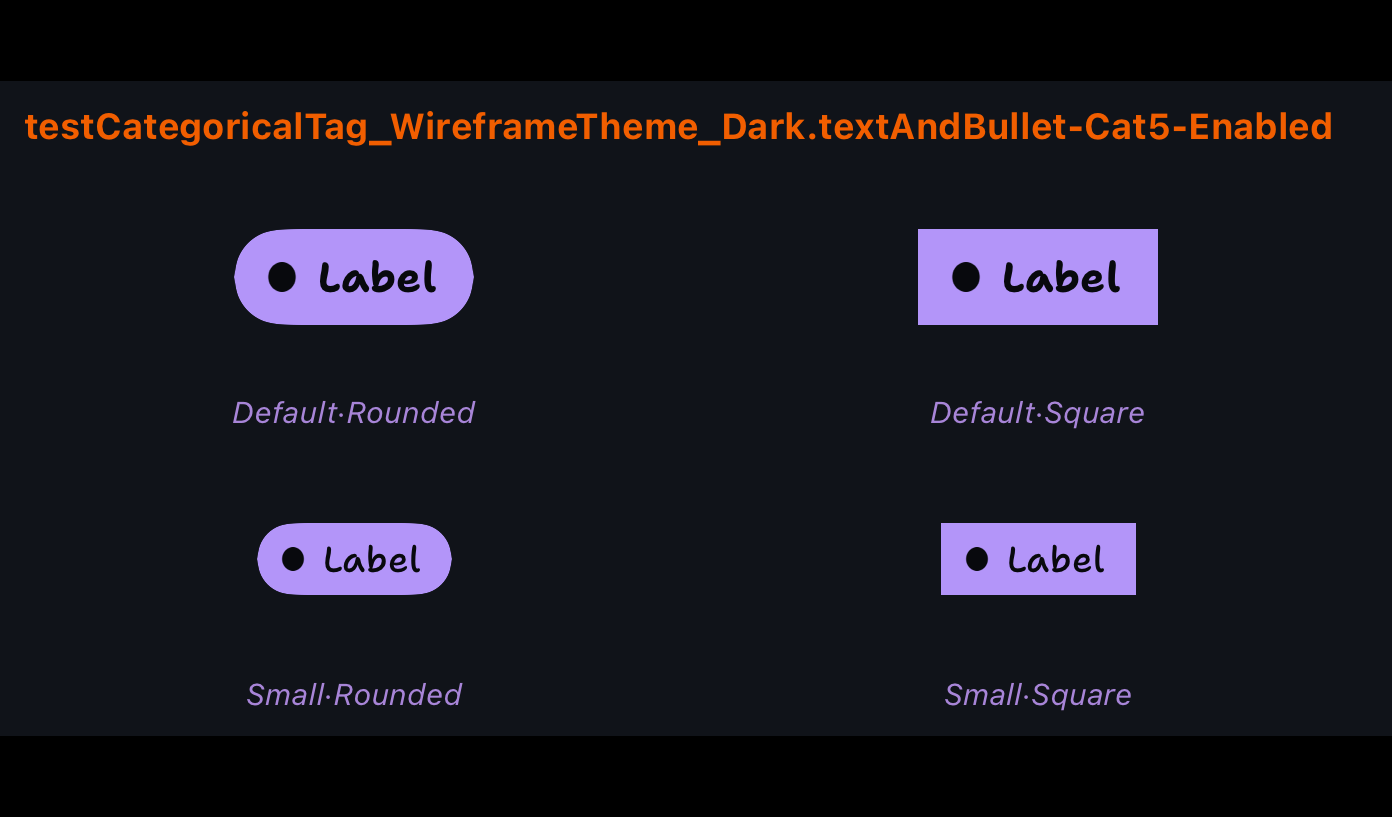 testCategoricalTag_WireframeTheme_Dark.textAndBullet-Cat5-Enabled
Label
Label
Default·Rounded
Default·Square
Label
Label
Small·Rounded
Small·Square